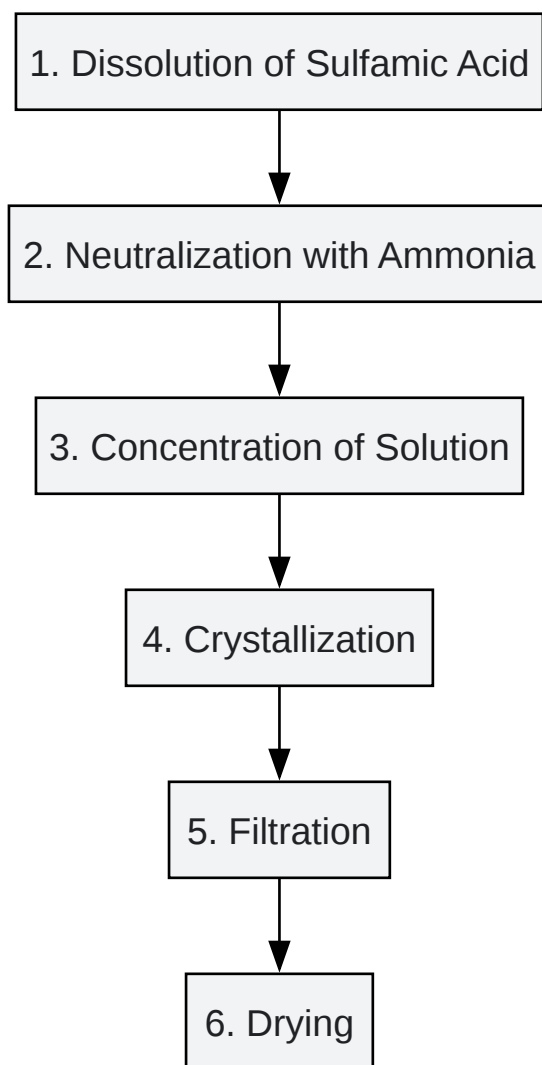 1. Dissolution of Sulfamic Acid
2. Neutralization with Ammonia
3. Concentration of Solution
4. Crystallization
5. Filtration
6. Drying